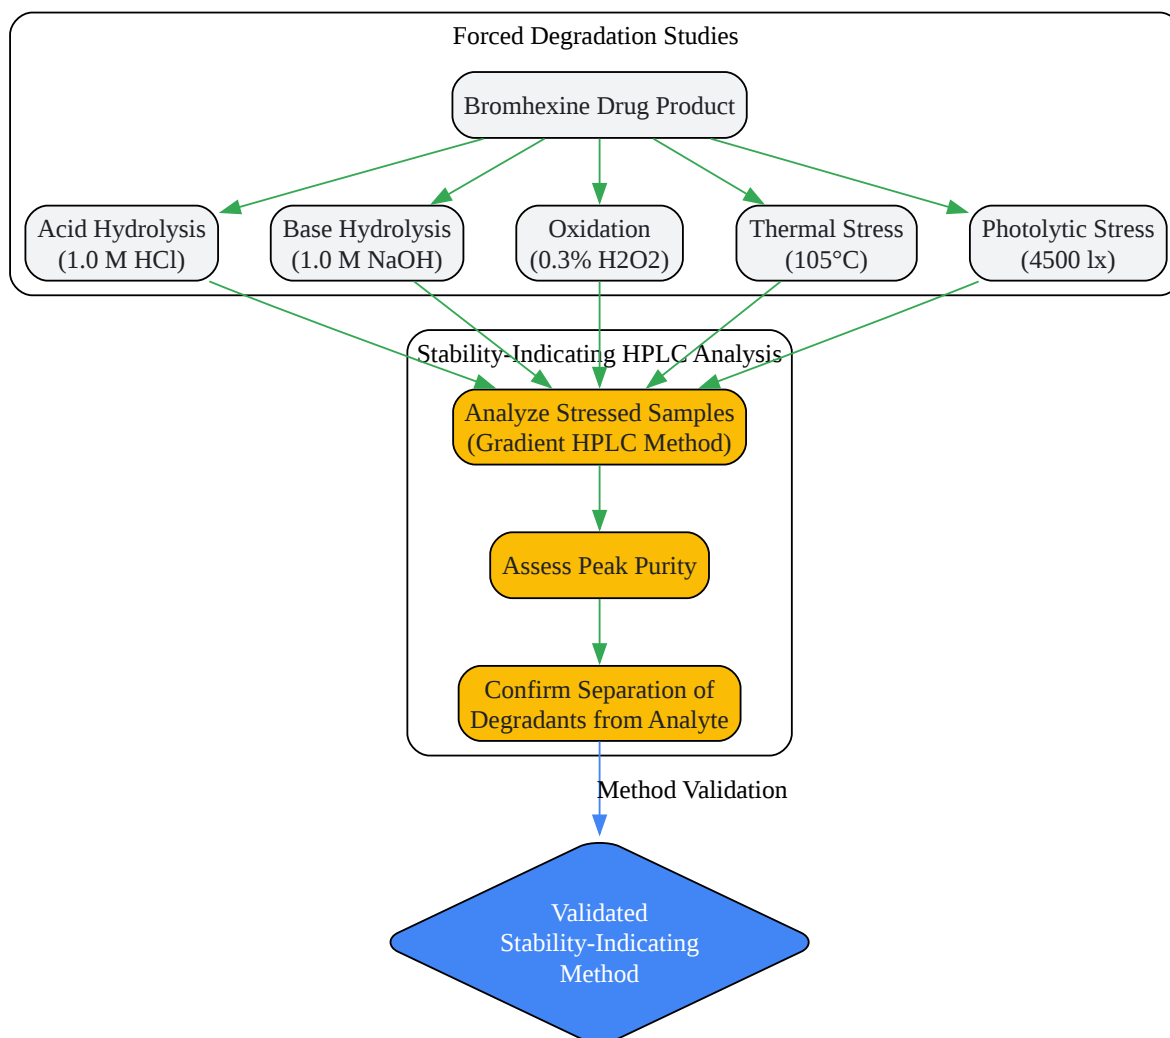 Forced Degradation Studies
Bromhexine Drug Product
Acid Hydrolysis
(1.0 M HCl)
Base Hydrolysis
(1.0 M NaOH)
Oxidation
(0.3% H2O2)
Thermal Stress
(105°C)
Photolytic Stress
(4500 lx)
Stability-Indicating HPLC Analysis
Analyze Stressed Samples
(Gradient HPLC Method)
Assess Peak Purity
Confirm Separation of
Degradants from Analyte
Method Validation
Validated
Stability-Indicating
Method